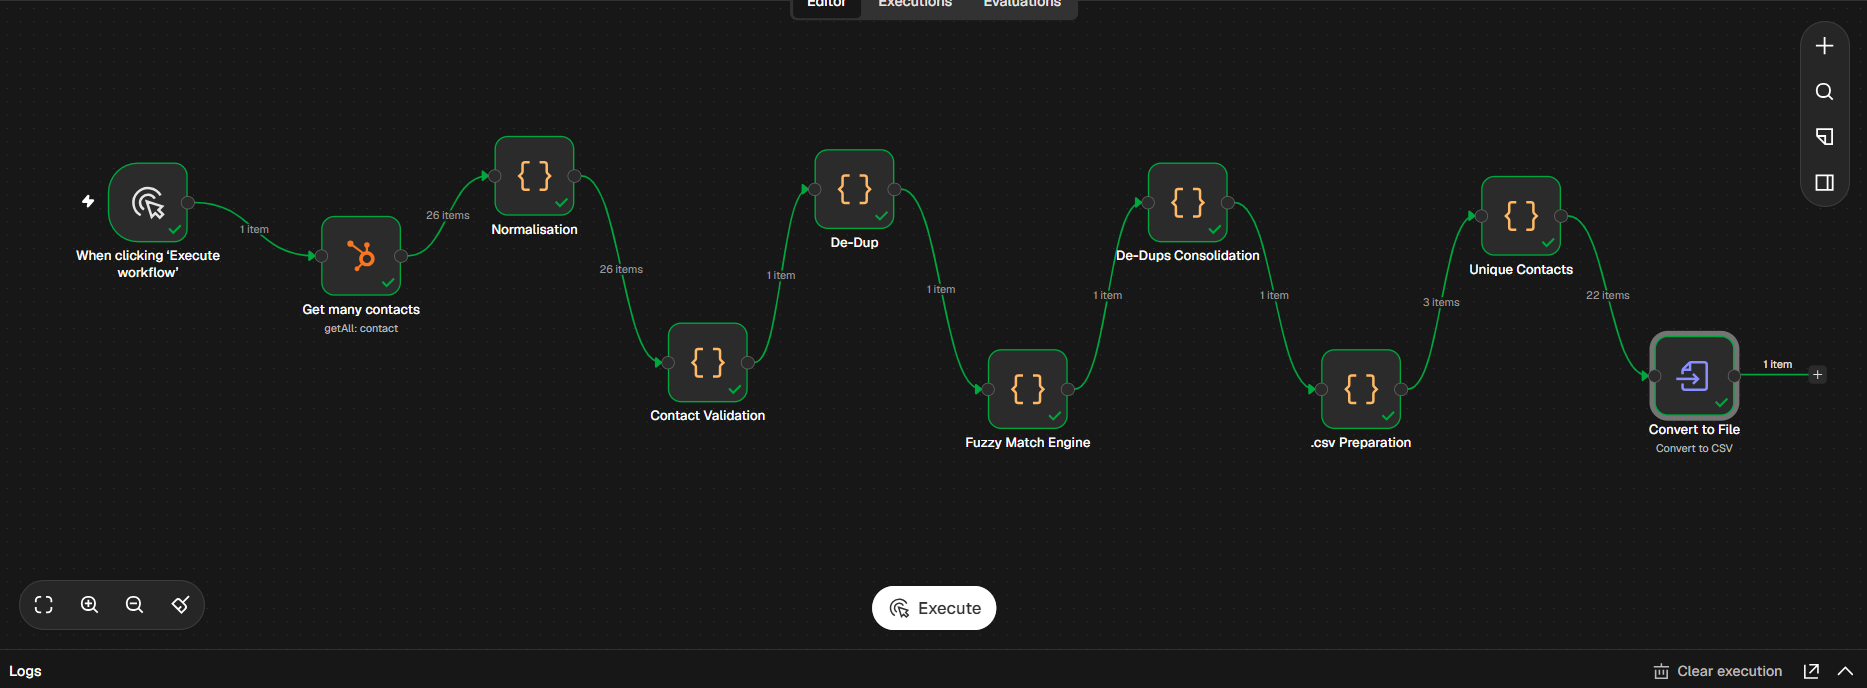 Editor
Executions
Evaluations
When clicking ‘Execute
workflow’
1 item
Get many contacts
getAll: contact
26 items
Normalisation
26 items
Contact Validation
1 item
De-Dup
1 item
Fuzzy Match Engine
1 item
De-Dups Consolidation
1 item
.csv Preparation
3 items
Unique Contacts
22 items
Convert to File
Convert to CSV
1 item
Execute
Logs
Clear execution